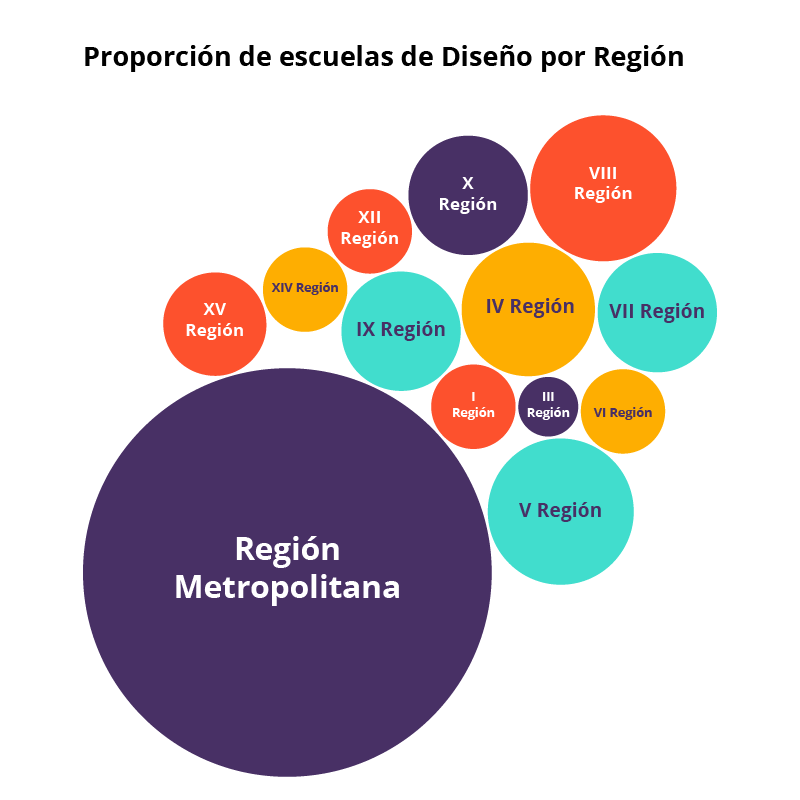 Proporción de escuelas de Diseño por Región
VIII
Región
X
Región
XII
Región
XIV Región
XV
Región
IX Región
IV Región
VII Región
I
Región
III
Región
VI Región
V Región
Región
Metropolitana